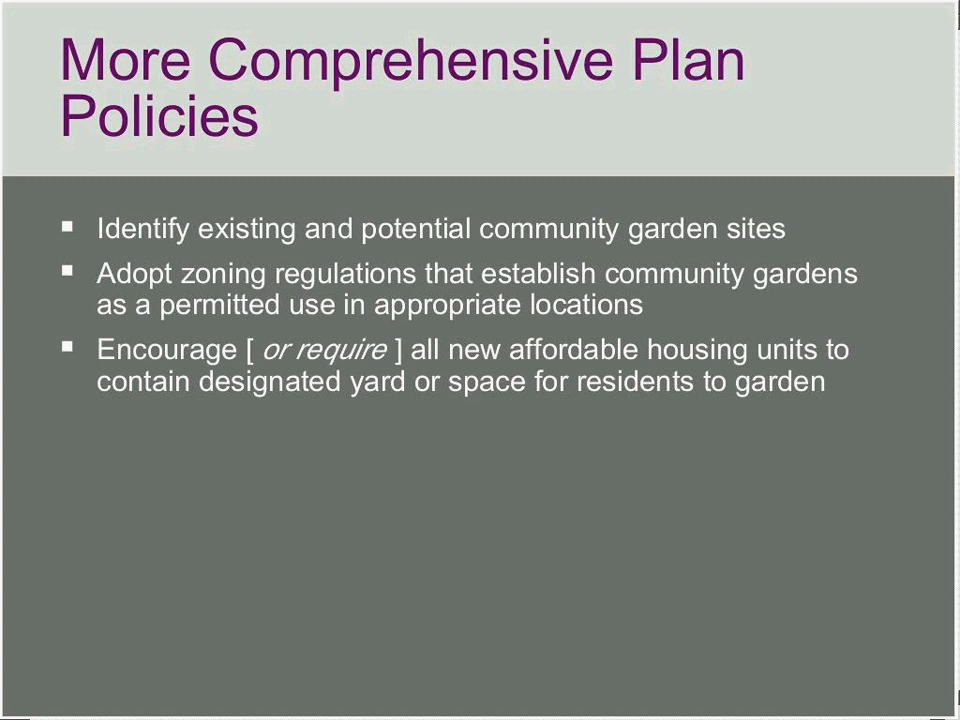 More Comprehensive Plan
Policies
▪ Identify existing and potential community garden sites
▪ Adopt zoning regulations that establish community gardens
as a permitted use in appropriate locations
▪ Encourage [ or require ] all new affordable housing units to
contain designated yard or space for residents to garden